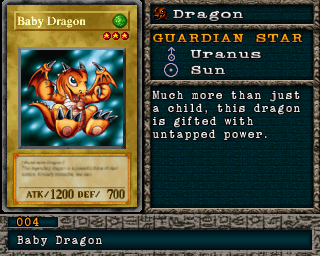 Baby Dragon
ATK/1200 DEF/ 700
Dragon
GUARDIAN STAR
Uranus
Sun
Much more than just
a child, this dragon
is gifted with
untapped power.
004
Baby Dragon